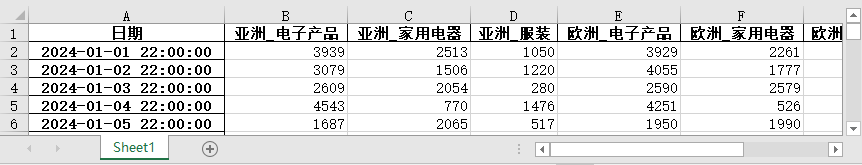 A B C D E F
1 日期 亚洲_电子产品 亚洲_家用电器 亚洲_服装 欧洲_电子产品 欧洲_家用电器 欧洲
2 2024-01-01 22:00:00 3939 2513 1050 3929 2261
3 2024-01-02 22:00:00 3079 1506 1220 4055 1777
4 2024-01-03 22:00:00 2609 2054 280 2590 2579
5 2024-01-04 22:00:00 4543 770 1476 4251 526
6 2024-01-05 22:00:00 1687 2065 517 1950 1990
Sheet1